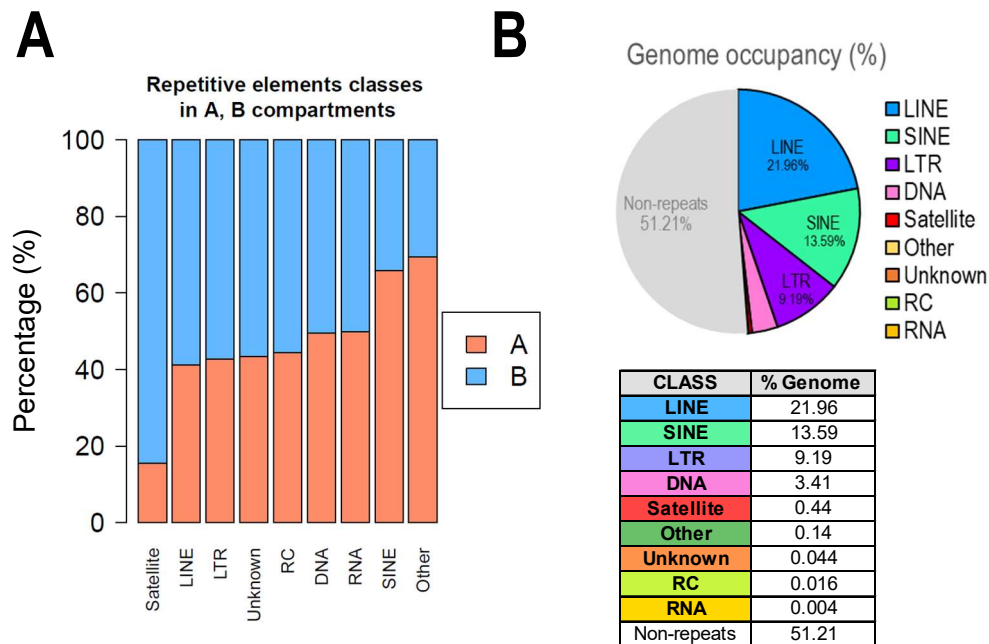 A
B
Repetitive elements classes
in A, B compartments
Percentage (%)
100
80
60
40
20
0
Satellite
LINE
LTR
Unknown
RC
DNA
RNA
SINE
Other
A
B
Genome occupancy (%)
LINE
21.96%
SINE
13.59%
LTR
9.19%
Non-repeats
51.21%
LINE
SINE
LTR
DNA
Satellite
Other
Unknown
RC
RNA
CLASS % Genome
LINE 21.96
SINE 13.59
LTR 9.19
DNA 3.41
Satellite 0.44
Other 0.14
Unknown 0.044
RC 0.016
RNA 0.004
Non-repeats 51.21